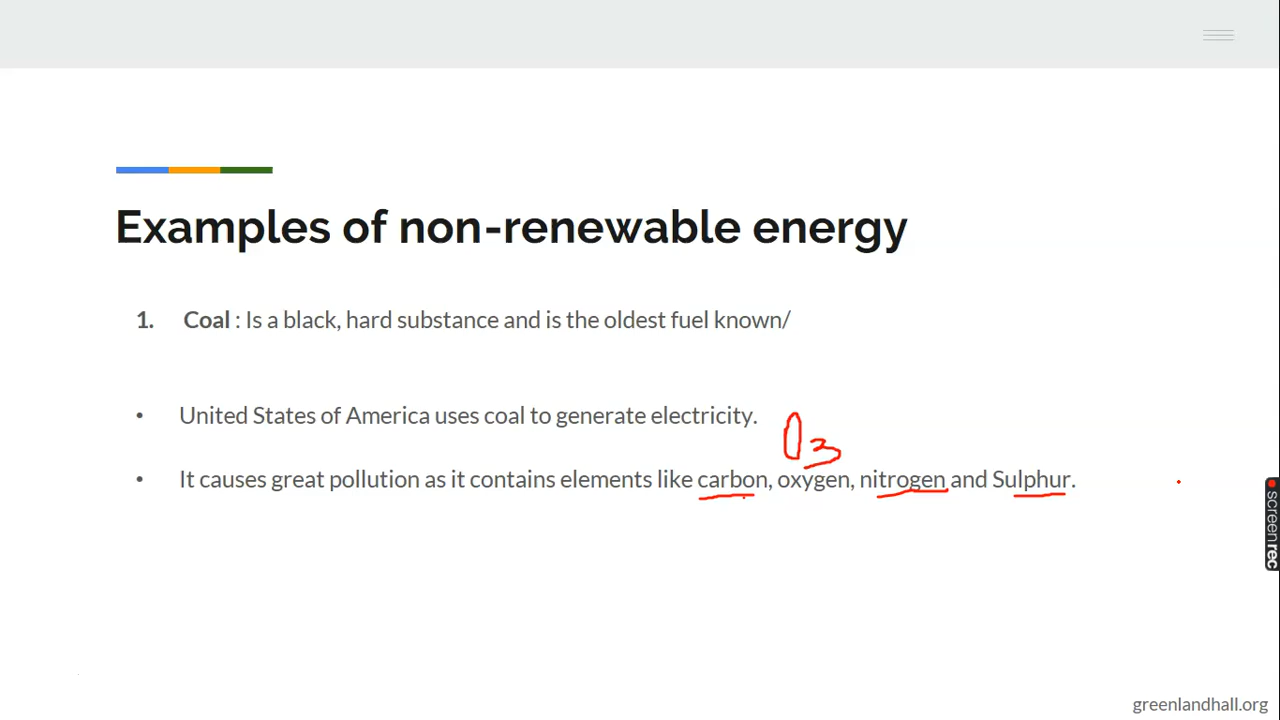 Examples of non-renewable energy
1. Coal : Is a black, hard substance and is the oldest fuel known/
• United States of America uses coal to generate electricity.
O3
• It causes great pollution as it contains elements like carbon, oxygen, nitrogen and Sulphur.
screenrec
greenlandhall.org